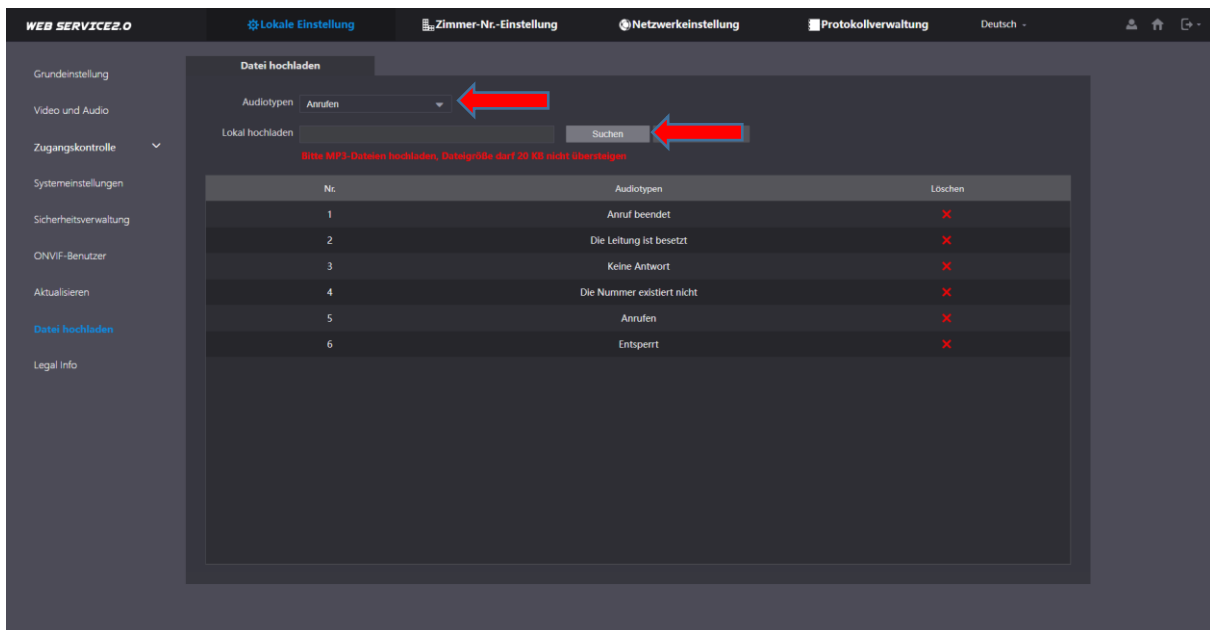 WEB SERVICE2.0 Lokale Einstellung Zimmer-Nr.-Einstellung Netzwerkeinstellung Protokollverwaltung Deutsch
Grundeinstellung
Video und Audio
Zugangskontrolle
Systemeinstellungen
Sicherheitsverwaltung
ONVIF-Benutzer
Aktualisieren
Datei hochladen
Legal Info
Datei hochladen
Audiotypen Anrufen
Lokal hochladen Suchen
Bitte MP3-Dateien hochladen, Dateigröße darf 20 KB nicht übersteigen
Nr. Audiotypen Löschen
1 Anruf beendet
2 Die Leitung ist besetzt
3 Keine Antwort
4 Die Nummer existiert nicht
5 Anrufen
6 Entsperrt